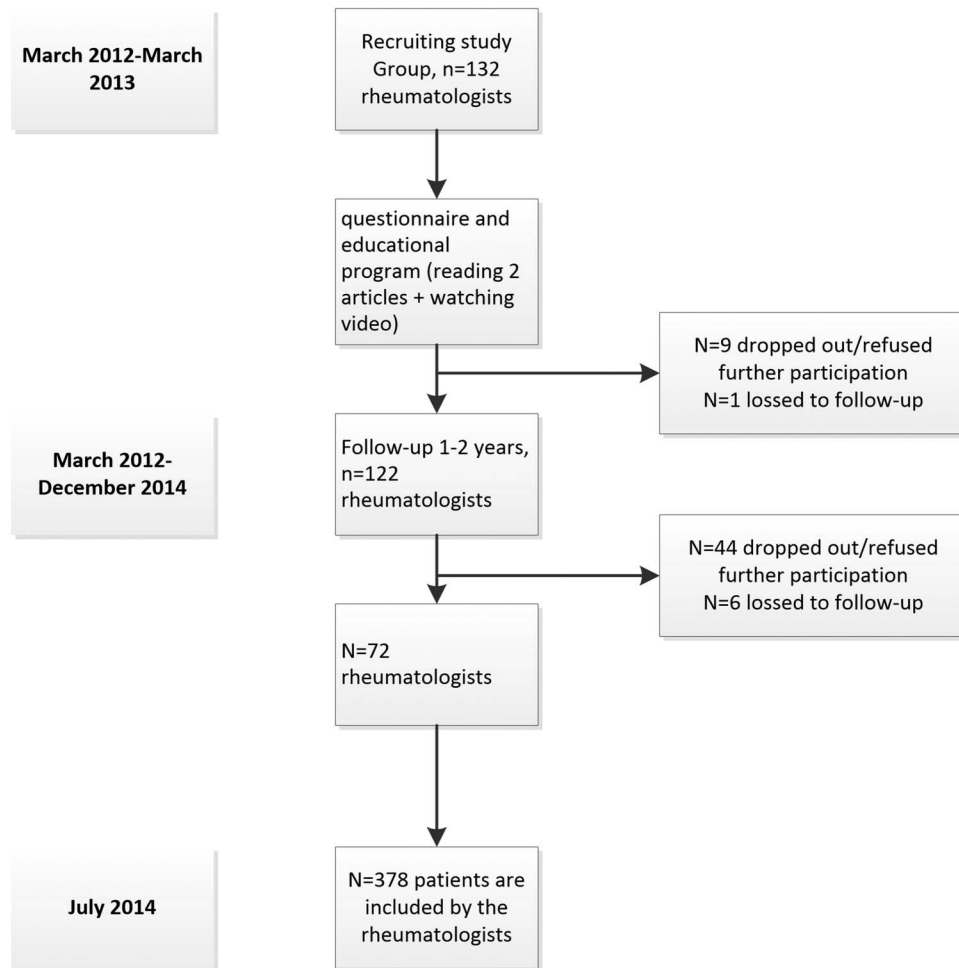 March 2012-March
2013
Recruiting study
Group, n=132
rheumatologists
questionnaire and
educational
program (reading 2
articles + watching
video)
N=9 dropped out/refused
further participation
N=1 lossed to follow-up
March 2012-
December 2014
Follow-up 1-2 years,
n=122
rheumatologists
N=44 dropped out/refused
further participation
N=6 lossed to follow-up
N=72
rheumatologists
July 2014
N=378 patients are
included by the
rheumatologists